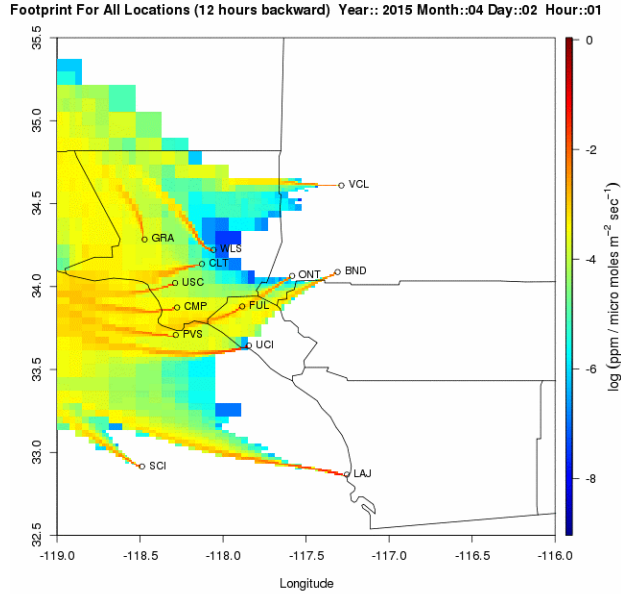 Footprint For All Locations (12 hours backward) Year:: 2015 Month::04 Day::02 Hour::01
35.5
35.0
34.5
34.0
33.5
33.0
32.5
VCL
GRA
WLS
CLT
BND
ONT
USC
CMP
FUL
PVS
UCI
SCI
LAJ
-119.0 -118.5 -118.0 -117.5 -117.0 -116.5 -116.0
Longitude
0
-2
-4
-6
-8
log (ppm / micro moles m−2 sec−1)